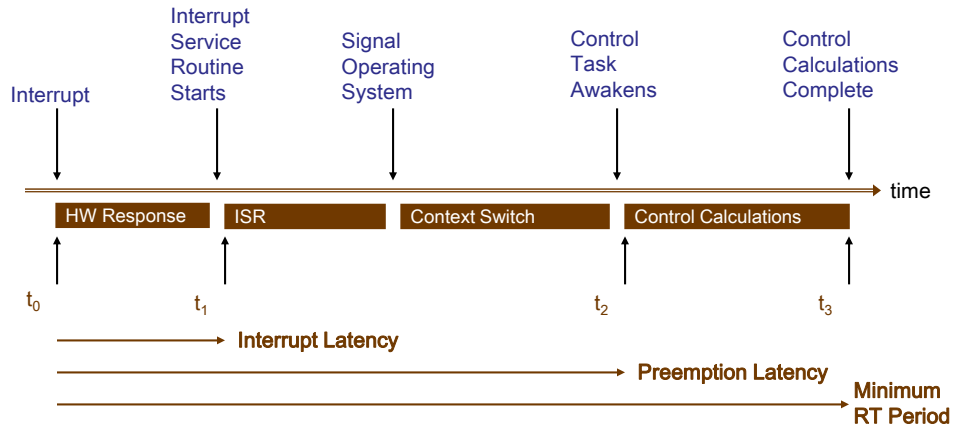 Interrupt
Interrupt
Service
Routine
Starts
Signal
Operating
System
Control
Task
Awakens
Control
Calculations
Complete
time
HW Response
ISR
Context Switch
Control Calculations
t₀
t₁
t₂
t₃
Interrupt Latency
Preemption Latency
Minimum
RT Period